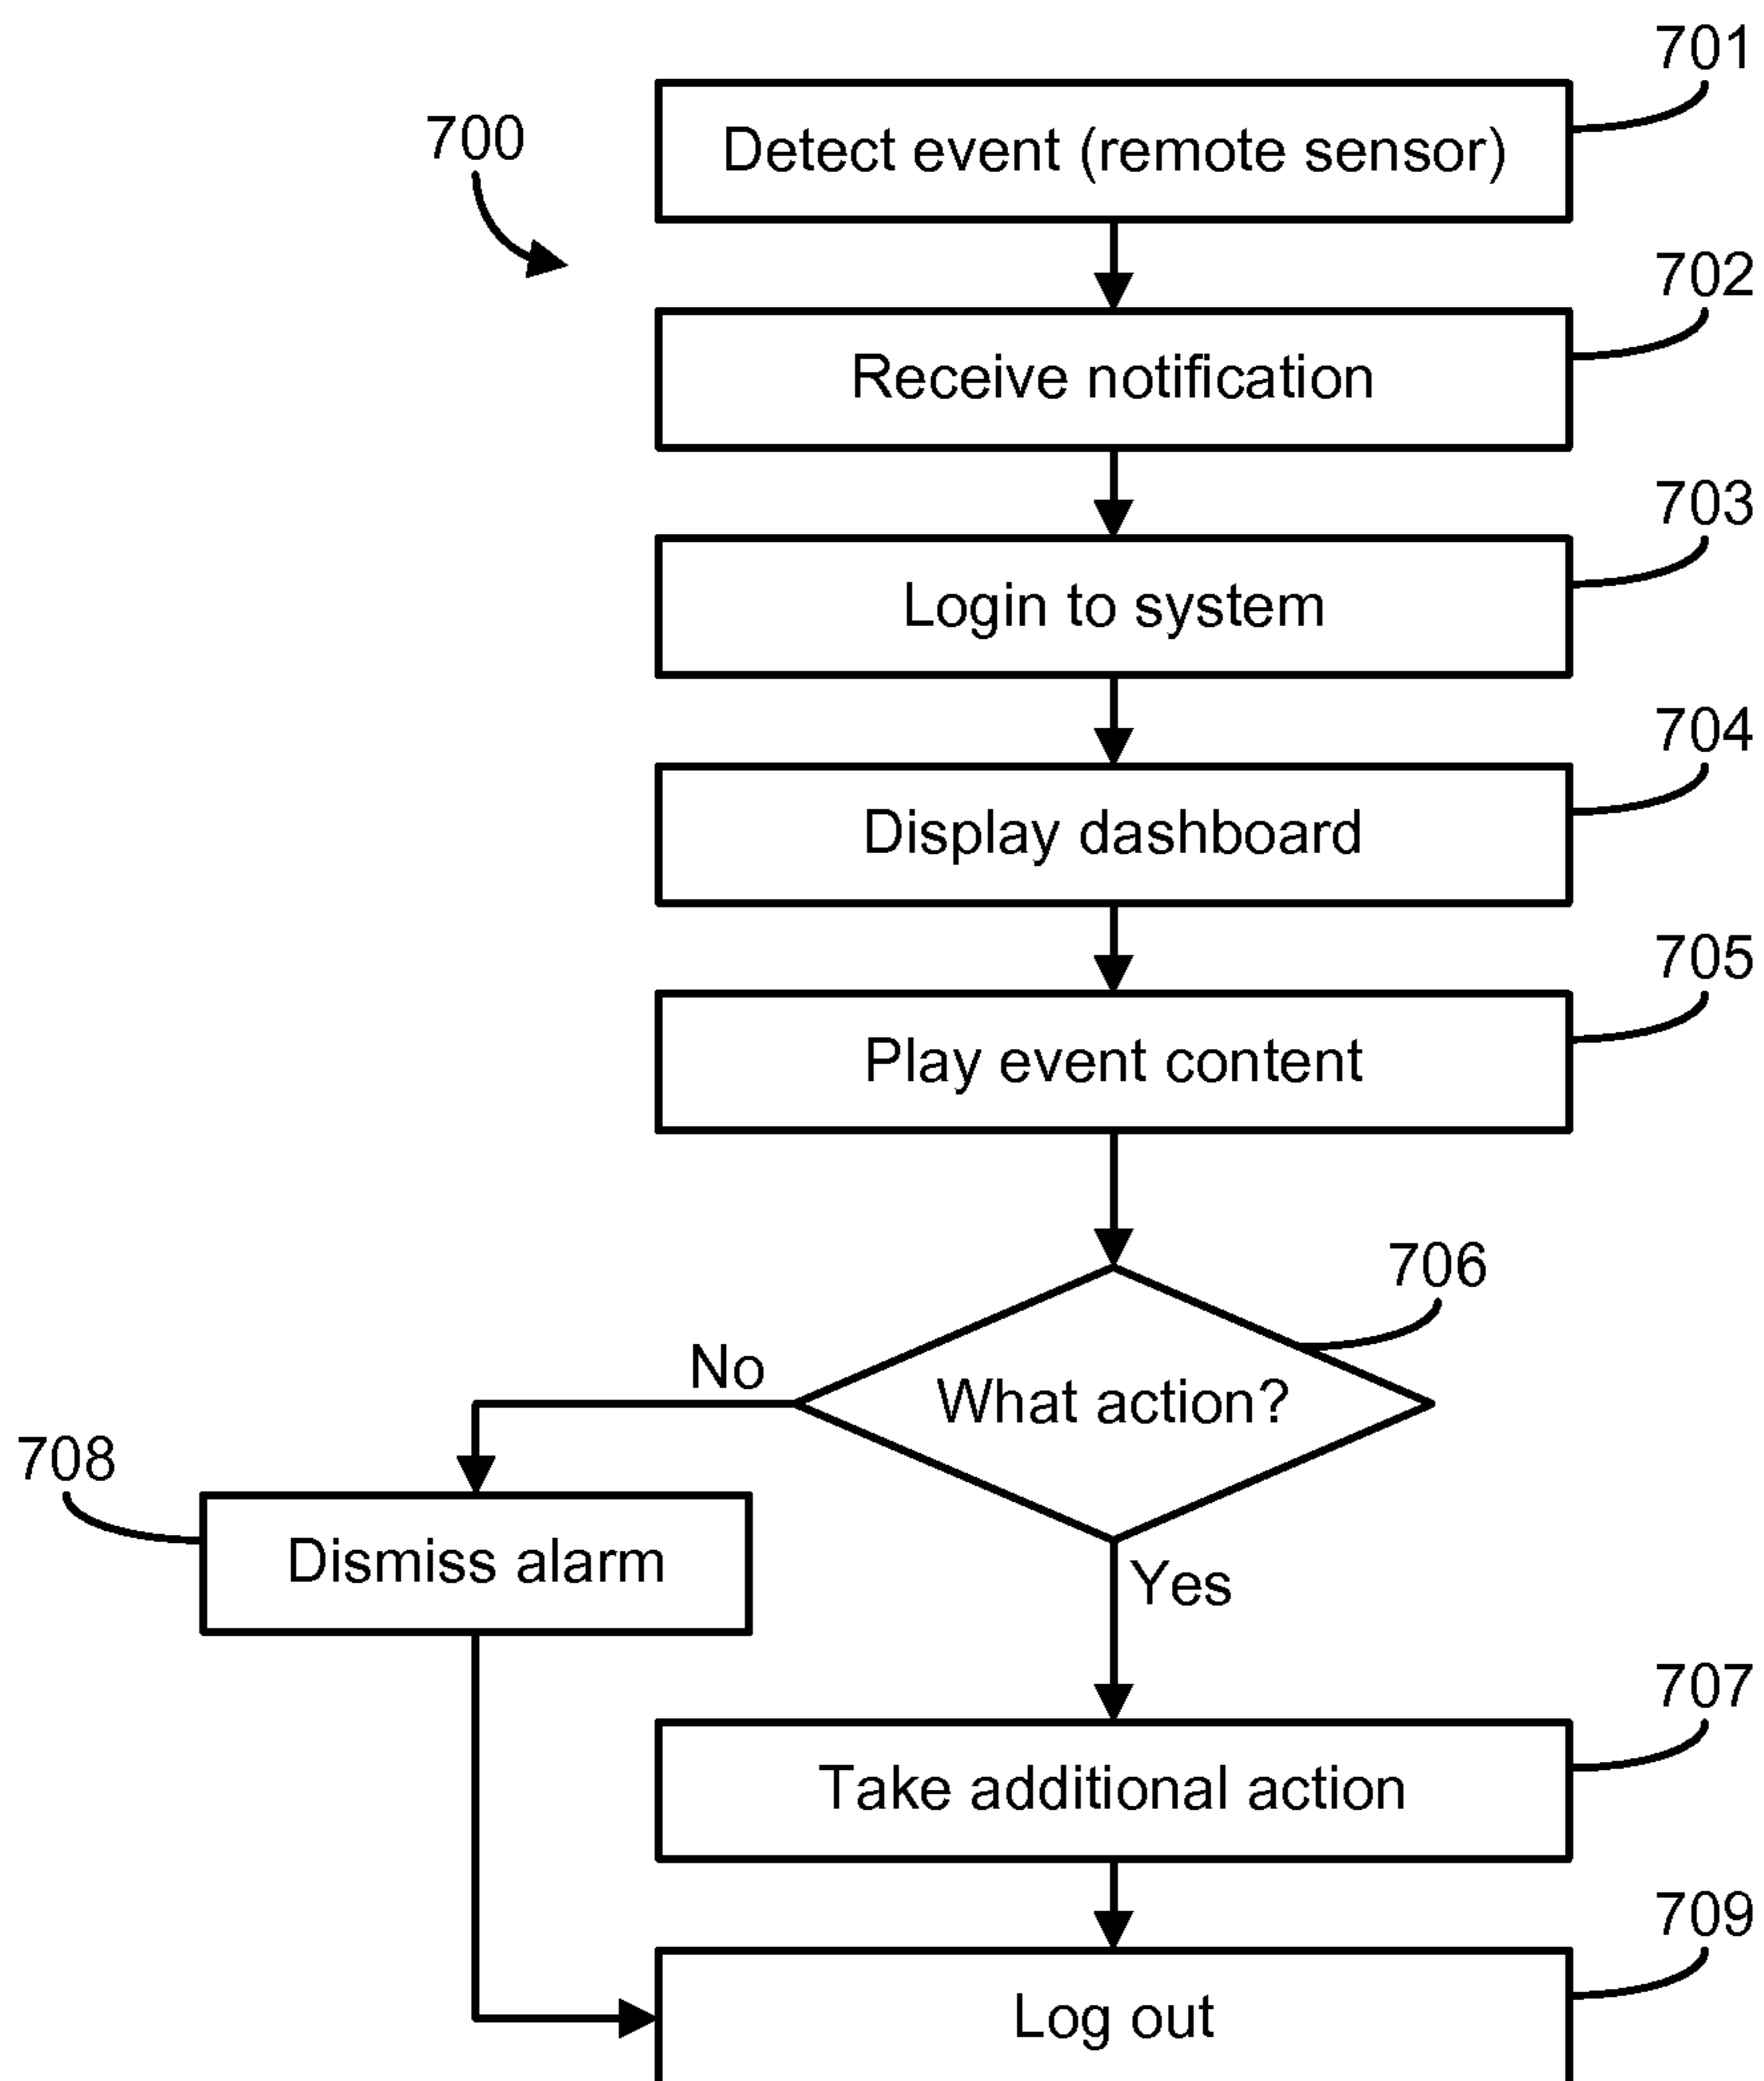 701
700
Detect event (remote sensor)
702
Receive notification
703
Login to system
704
Display dashboard
705
Play event content
706
No
What action?
708
Dismiss alarm
Yes
707
Take additional action
709
Log out